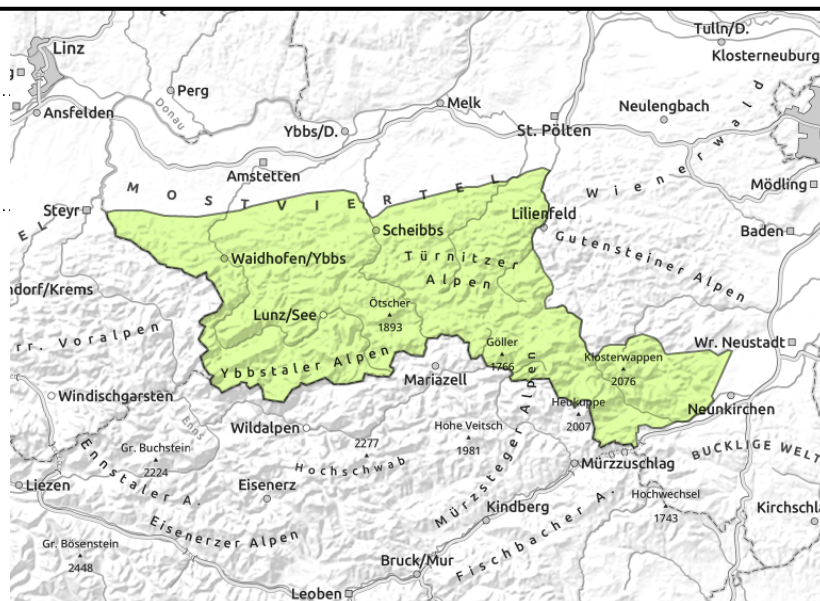 Linz
Tulln/D.
Klosterneuburg
Perg
Donau
Melk
Neulengbach
Ansfelden
Ybbs/D.
St. Pölten
Wienerwald
Amstetten
Mödling
MOSTVIERTEL
Steyr
Lilienfeld
Baden
Scheibbs
Gutensteiner Alpen
Waidhofen/Ybbs
Türnitzer
Alpen
ndorf/Krems
Ötscher
1893
Lunz/See
rr. Voralpen
Göller
1766
Wr. Neustadt
Klosterwappen
2076
Ybbstaler Alpen
Mariazell
Windischgarsten
Heukuppe
2007
Neunkirchen
Enns
Wildalpen
Hohe Veitsch
1981
Gr. Buchstein
2224
2277
Hochschwab
BUCKLIGE WELT
Mürzzuschlag
Ennstaler A.
Liezen
Eisenerz
Mürzsteger Alpen
Hochwechsel
1743
Kirchschla
Kindberg
Fischbacher A.
Eisenerzer Alpen
Gr. Bösenstein
2448
Bruck/Mur
Leoben